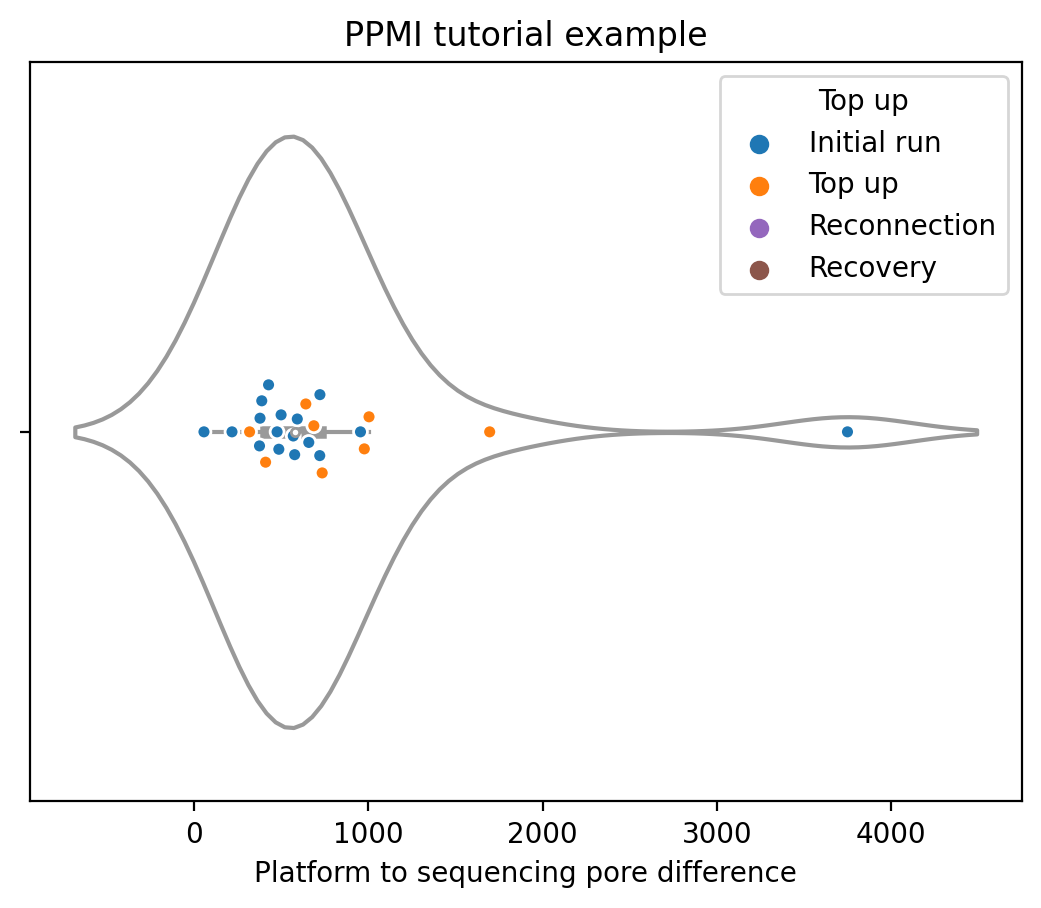 PPMI tutorial example
Top up
Initial run
Top up
Reconnection
Recovery
0 1000 2000 3000 4000
Platform to sequencing pore difference